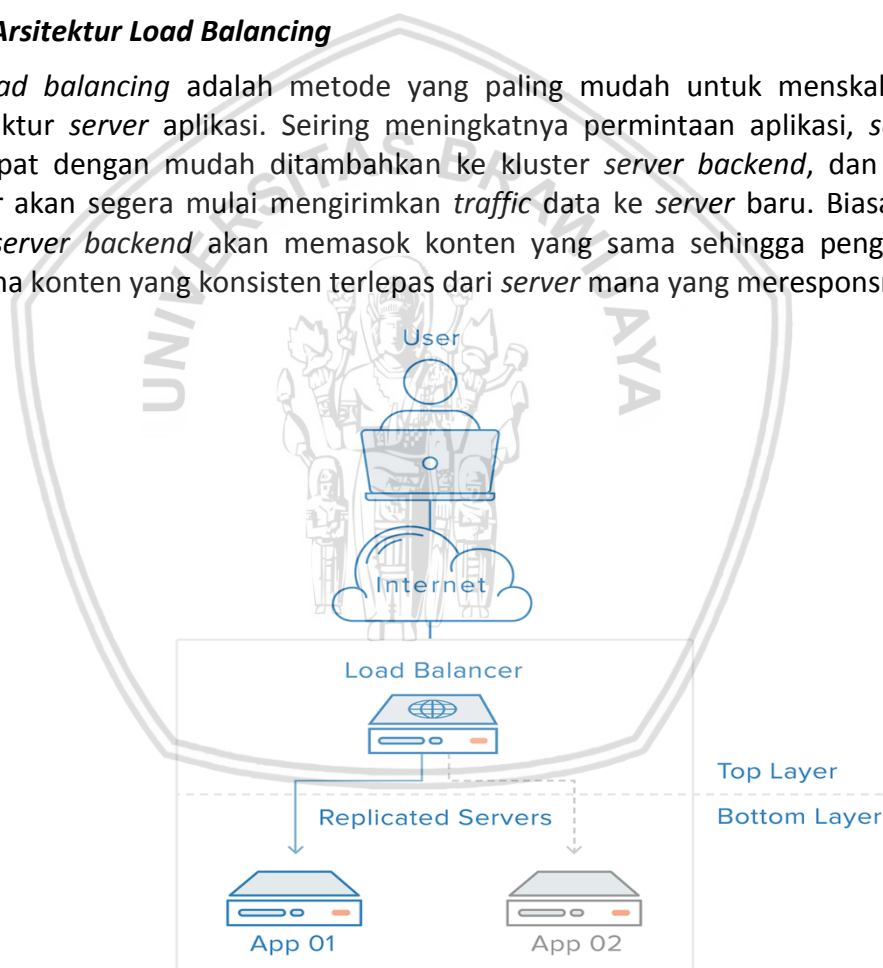 Arsitektur Load Balancing
ad balancing adalah metode yang paling mudah untuk menskal
ktur server aplikasi. Seiring meningkatnya permintaan aplikasi, s
pat dengan mudah ditambahkan ke kluster server backend, dan
r akan segera mulai mengirimkan traffic data ke server baru. Biasa
server backend akan memasok konten yang sama sehingga peng
na konten yang konsisten terlepas dari server mana yang merespons
UNIVERSITAS BRAWIJAYA
User
Internet
Load Balancer
Top Layer
Replicated Servers
Bottom Layer
App 01
App 02